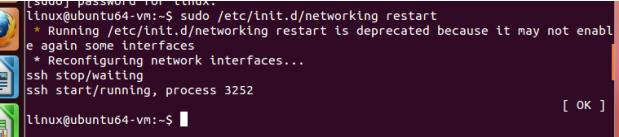 [sudo] password for linux:
linux@ubuntu64-vm:~$ sudo /etc/init.d/networking restart
 * Running /etc/init.d/networking restart is deprecated because it may not enabl
e again some interfaces
 * Reconfiguring network interfaces...
ssh stop/waiting
ssh start/running, process 3252
[ OK ]
linux@ubuntu64-vm:~$